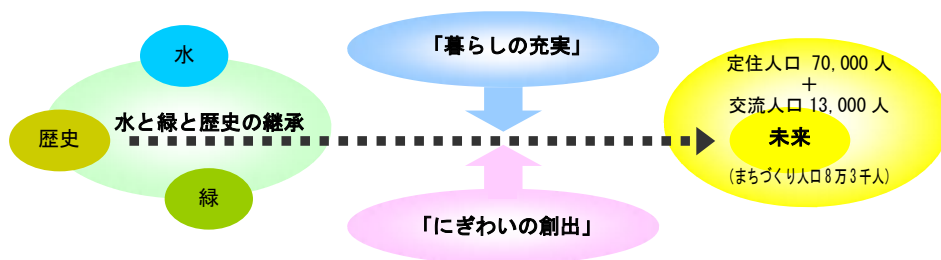 水
歴史
水と緑と歴史の継承
緑
「暮らしの充実」
「にぎわいの創出」
定住人口 70,000 人
＋
交流人口 13,000 人
未来
(まちづくり人口8万3千人)